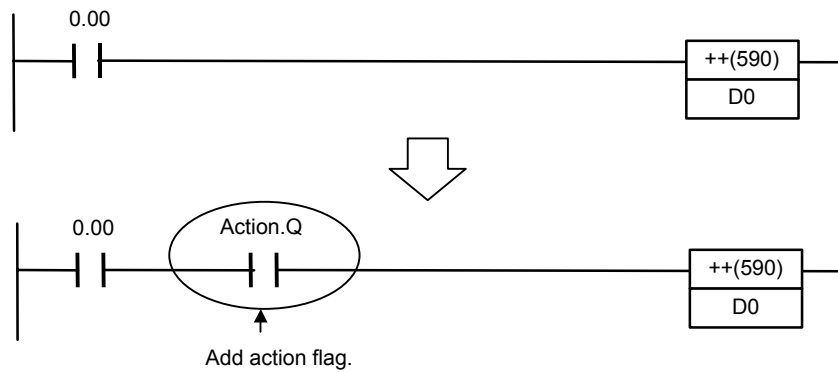 0.00
++(590)
D0
0.00
Action.Q
++(590)
D0
Add action flag.